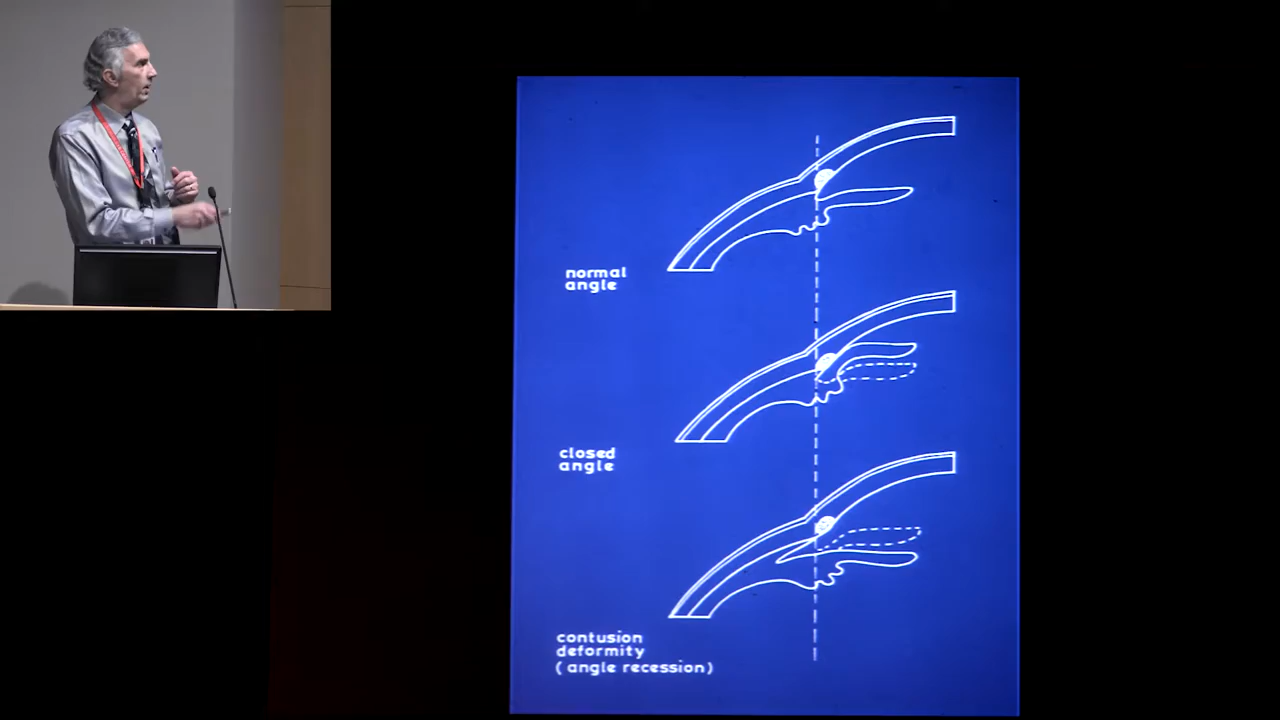 normal
angle
closed
angle
contusion
deformity
(angle recession)